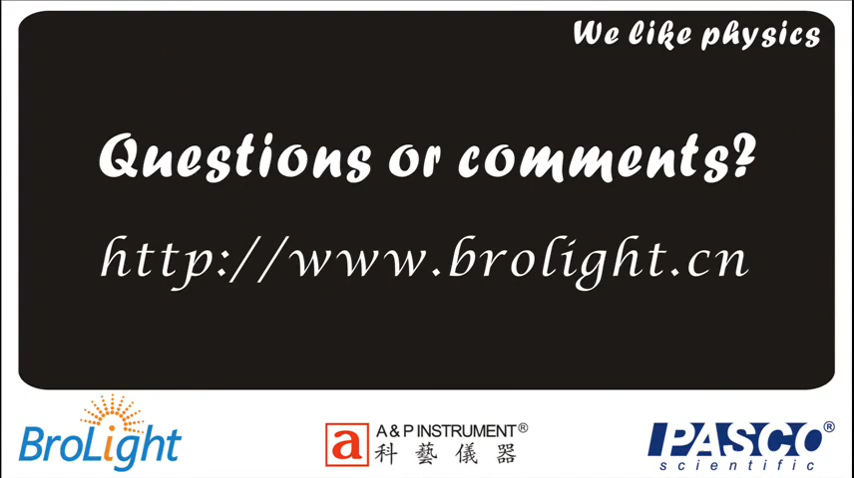 We like physics
Questions or comments?
http://www.brolight.cn
BroLight
a
A & P INSTRUMENT®
科藝儀器
PASCO®
scientific